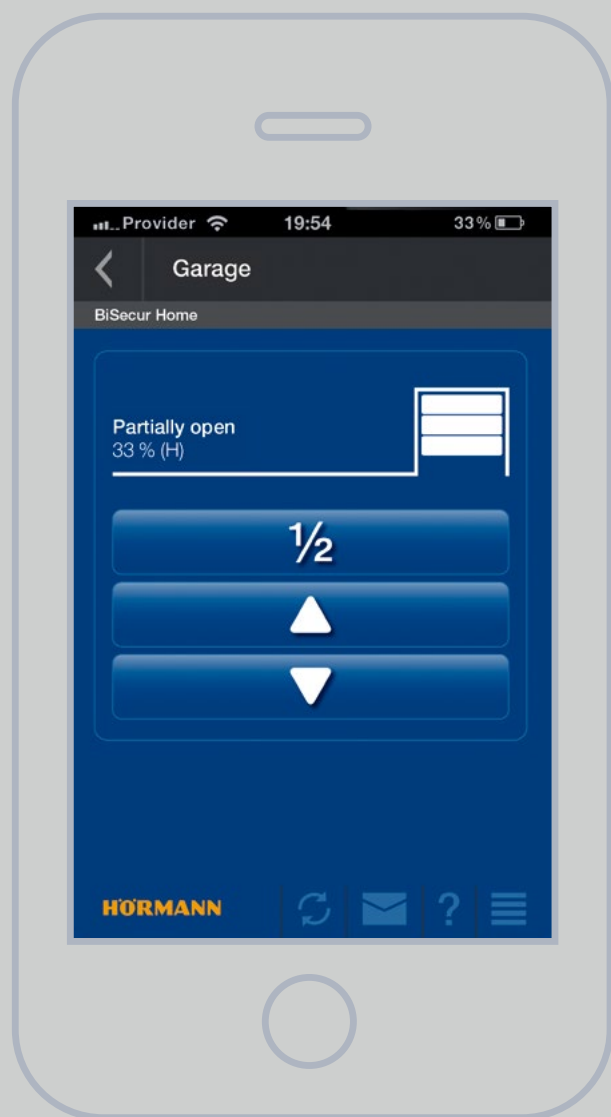 Provider 19:54 33%
Garage
BiSecur Home
Partially open
33 % (H)
½
HÖRMANN
?